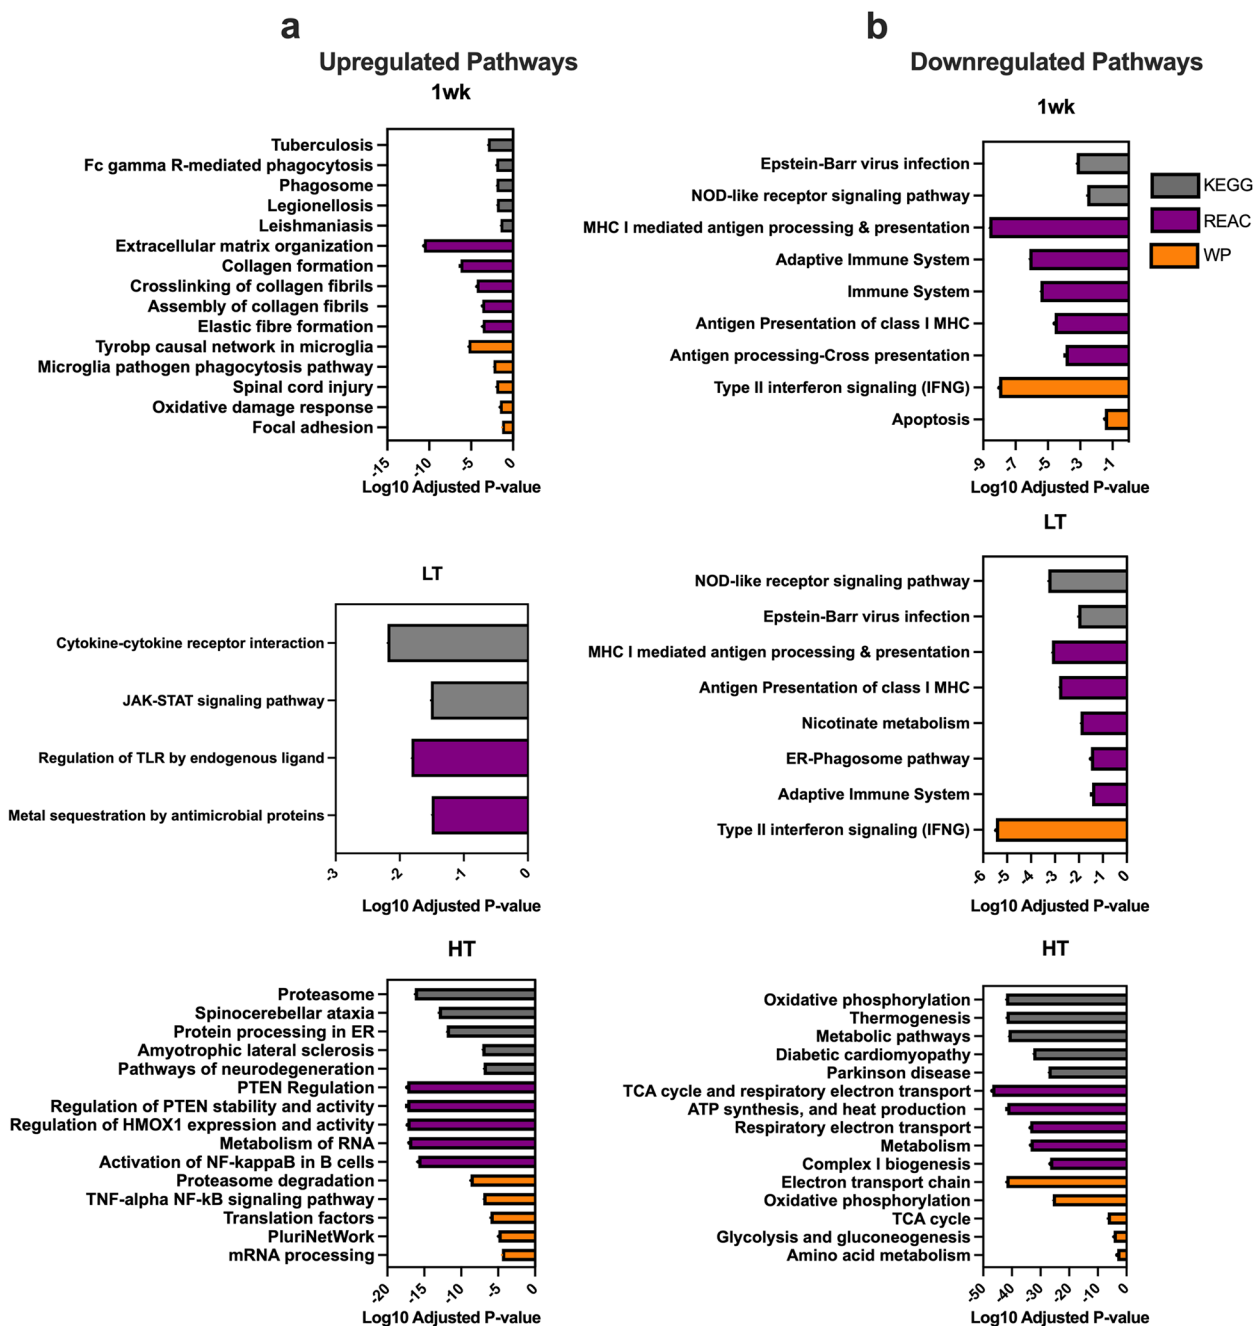 a
Upregulated Pathways
1wk
Tuberculosis
Fc gamma R-mediated phagocytosis
Phagosome
Legionellosis
Leishmaniasis
Extracellular matrix organization
Collagen formation
Crosslinking of collagen fibrils
Assembly of collagen fibrils
Elastic fibre formation
Tyrobp causal network in microglia
Microglia pathogen phagocytosis pathway
Spinal cord injury
Oxidative damage response
Focal adhesion
-15 -10 -5 0
Log10 Adjusted P-value
LT
Cytokine-cytokine receptor interaction
JAK-STAT signaling pathway
Regulation of TLR by endogenous ligand
Metal sequestration by antimicrobial proteins
-3 -2 -1 0
Log10 Adjusted P-value
HT
Proteasome
Spinocerebellar ataxia
Protein processing in ER
Amyotrophic lateral sclerosis
Pathways of neurodegeneration
PTEN Regulation
Regulation of PTEN stability and activity
Regulation of HMOX1 expression and activity
Metabolism of RNA
Activation of NF-kappaB in B cells
Proteasome degradation
TNF-alpha NF-kB signaling pathway
Translation factors
PluriNetWork
mRNA processing
-20 -15 -10 -5 0
Log10 Adjusted P-value
b
Downregulated Pathways
1wk
Epstein-Barr virus infection
NOD-like receptor signaling pathway
MHC I mediated antigen processing & presentation
Adaptive Immune System
Immune System
Antigen Presentation of class I MHC
Antigen processing-Cross presentation
Type II interferon signaling (IFNG)
Apoptosis
-9 -7 -5 -3 -1
Log10 Adjusted P-value
KEGG
REAC
WP
LT
NOD-like receptor signaling pathway
Epstein-Barr virus infection
MHC I mediated antigen processing & presentation
Antigen Presentation of class I MHC
Nicotinate metabolism
ER-Phagosome pathway
Adaptive Immune System
Type II interferon signaling (IFNG)
-6 -5 -4 -3 -2 -1 0
Log10 Adjusted P-value
HT
Oxidative phosphorylation
Thermogenesis
Metabolic pathways
Diabetic cardiomyopathy
Parkinson disease
TCA cycle and respiratory electron transport
ATP synthesis, and heat production
Respiratory electron transport
Metabolism
Complex I biogenesis
Electron transport chain
Oxidative phosphorylation
TCA cycle
Glycolysis and gluconeogenesis
Amino acid metabolism
-50 -40 -30 -20 -10 0
Log10 Adjusted P-value